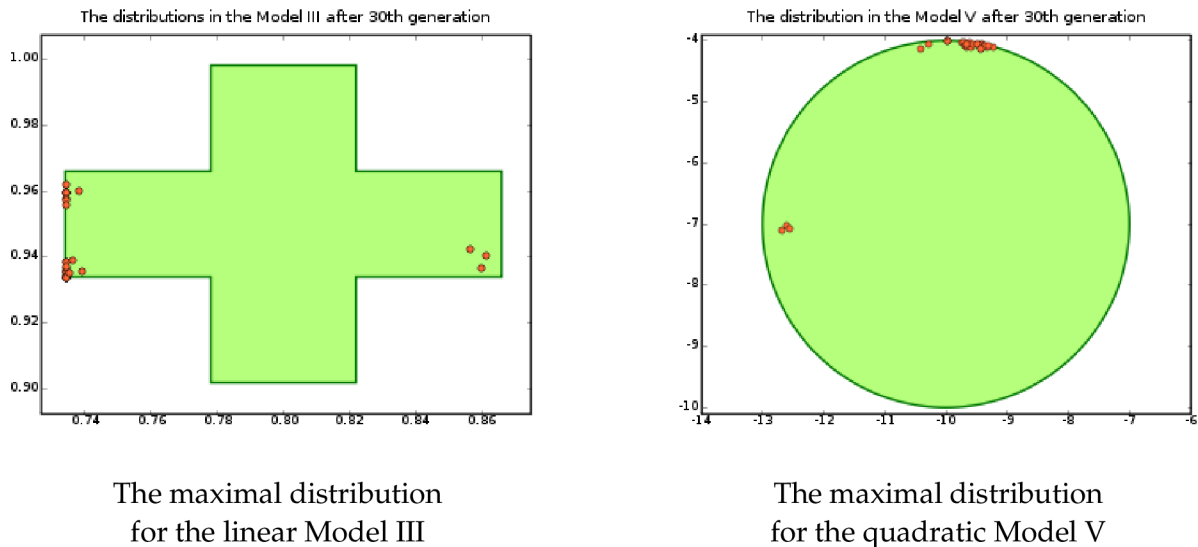 The distributions in the Model III after 30th generation
1.00
0.98
0.96
0.94
0.92
0.90
0.74 0.76 0.78 0.80 0.82 0.84 0.86
The maximal distribution
for the linear Model III
The distribution in the Model V after 30th generation
-4
-5
-6
-7
-8
-9
-10
-14 -13 -12 -11 -10 -9 -8 -7 -6
The maximal distribution
for the quadratic Model V